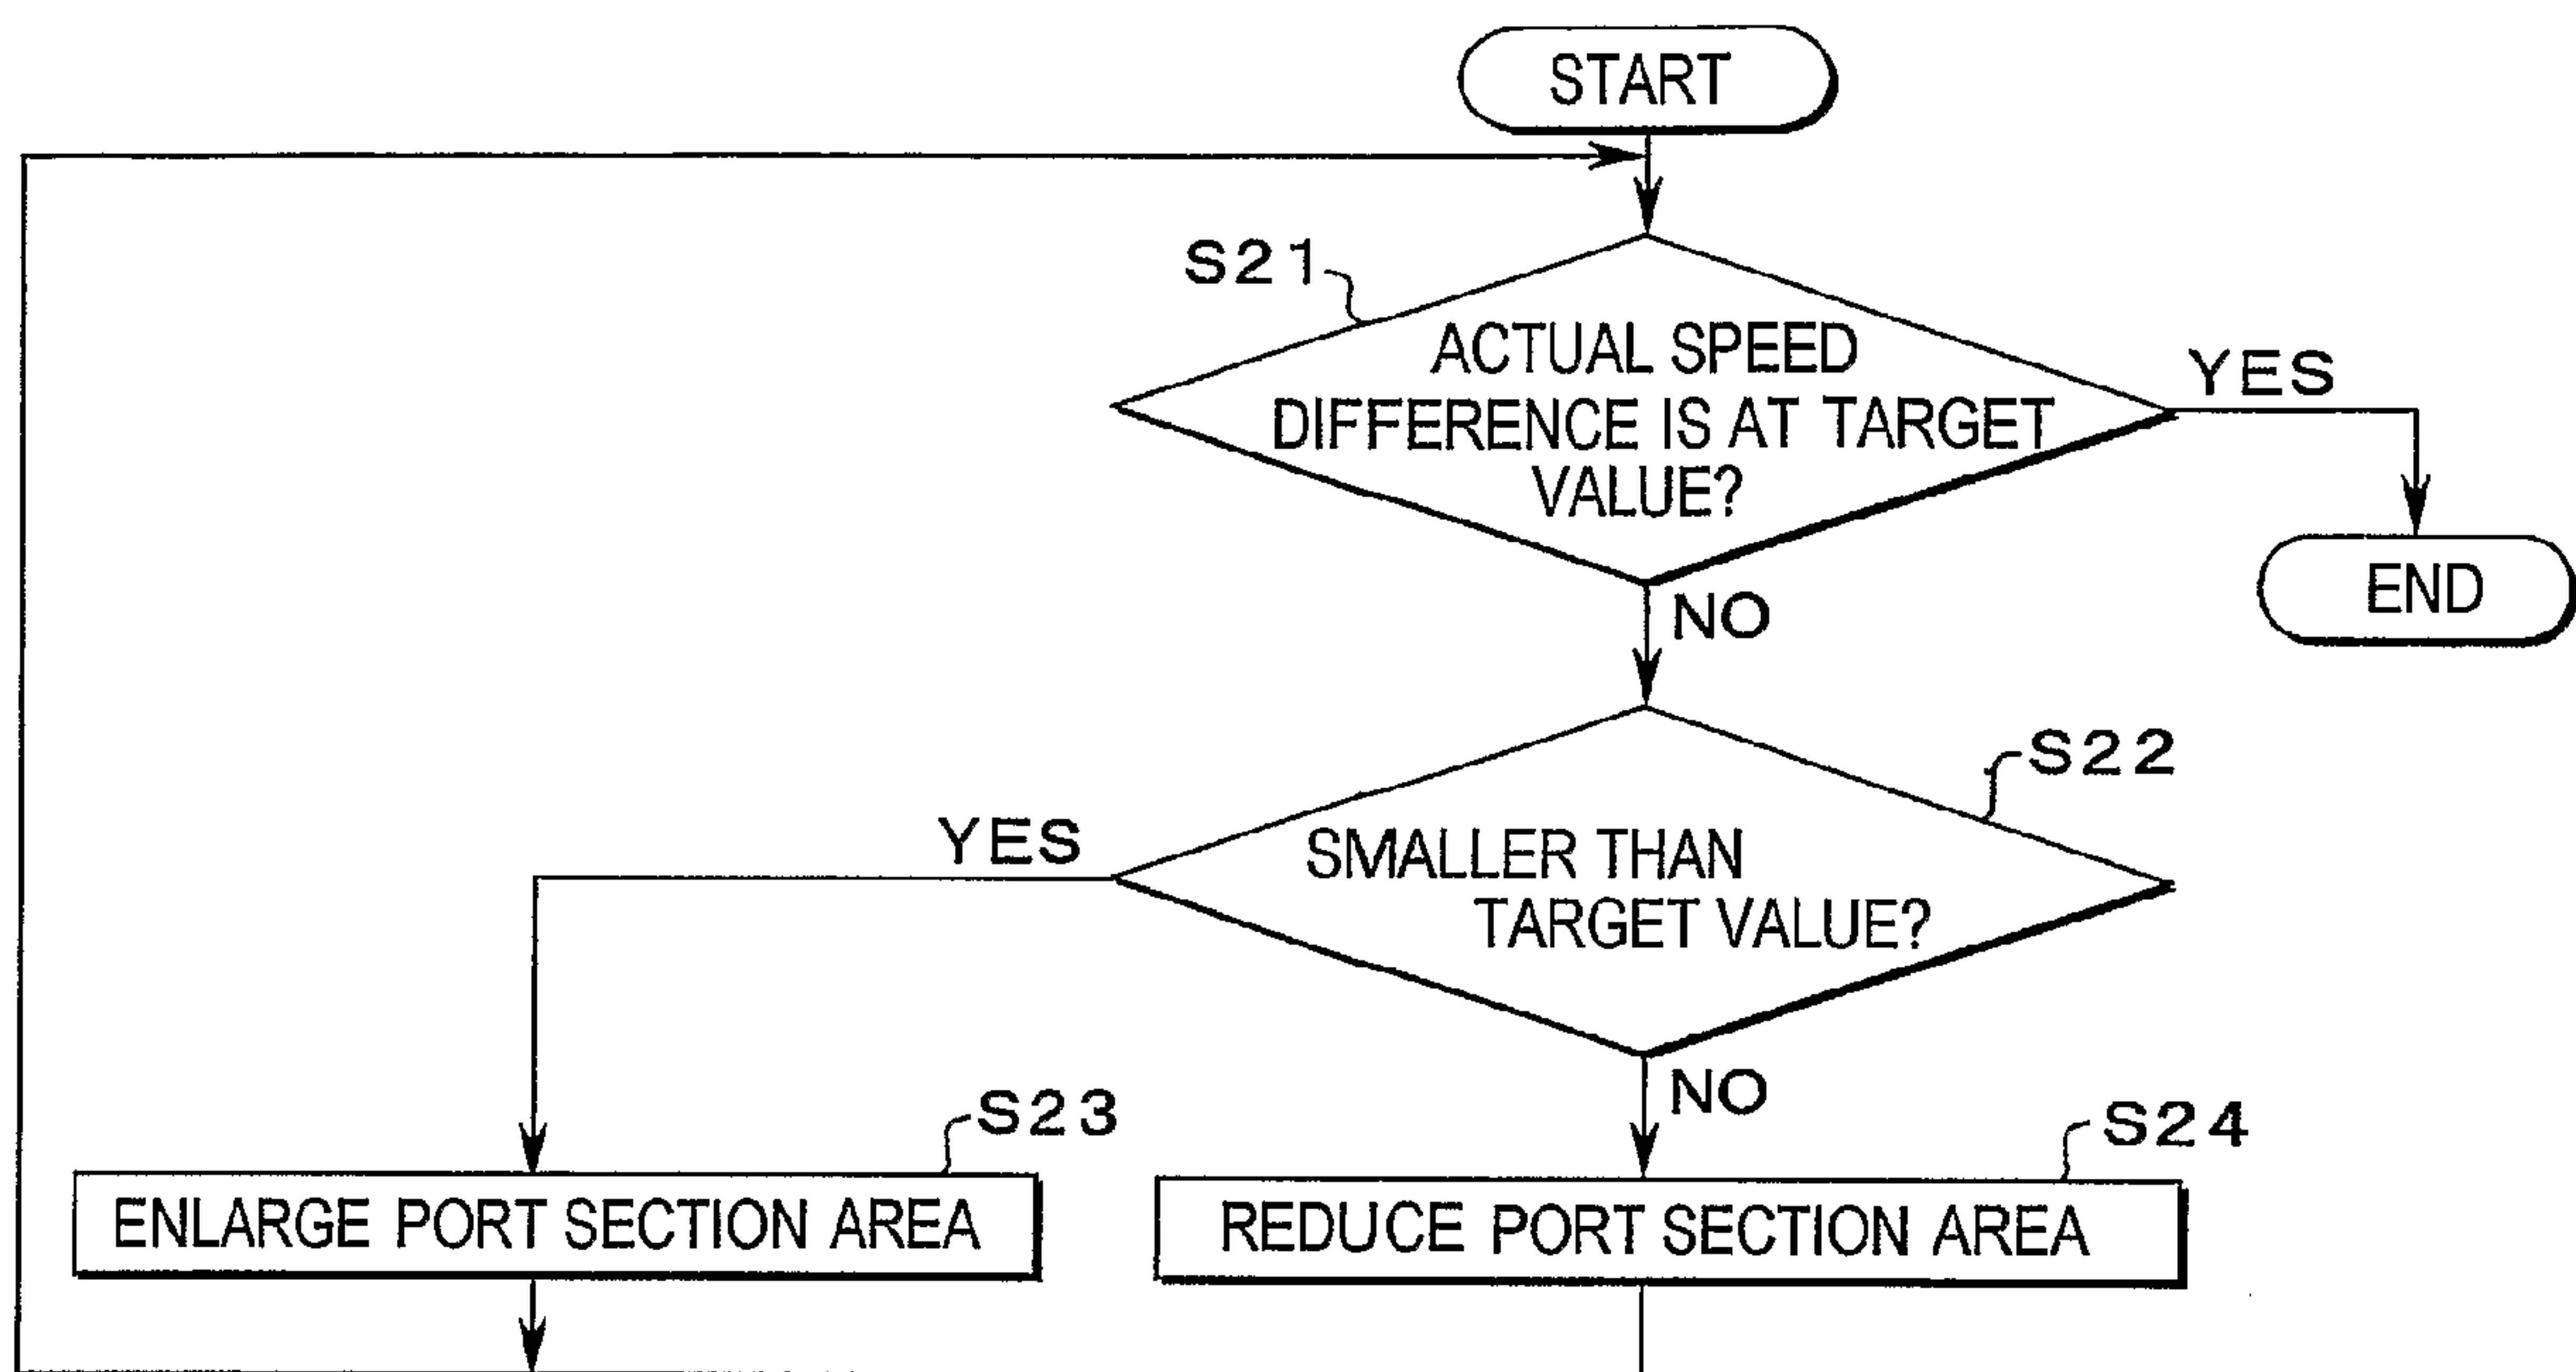 START
S21
ACTUAL SPEED
DIFFERENCE IS AT TARGET
VALUE?
YES
END
NO
S22
YES
SMALLER THAN
TARGET VALUE?
NO
S23
S24
ENLARGE PORT SECTION AREA
REDUCE PORT SECTION AREA